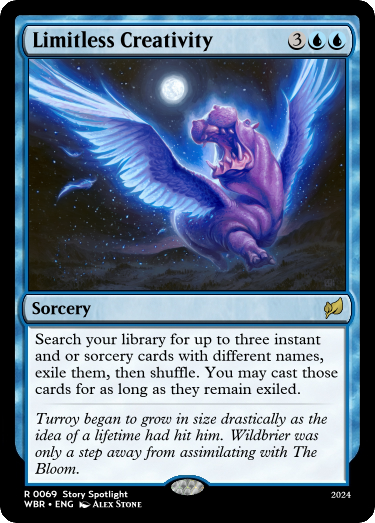 Limitless Creativity 3
Sorcery
Search your library for up to three instant
and or sorcery cards with different names,
exile them, then shuffle. You may cast those
cards for as long as they remain exiled.
Turroy began to grow in size drastically as the
idea of a lifetime had hit him. Wildbrier was
only a step away from assimilating with The
Bloom.
R 0069 Story Spotlight
2024
WBR • ENG Alex Stone